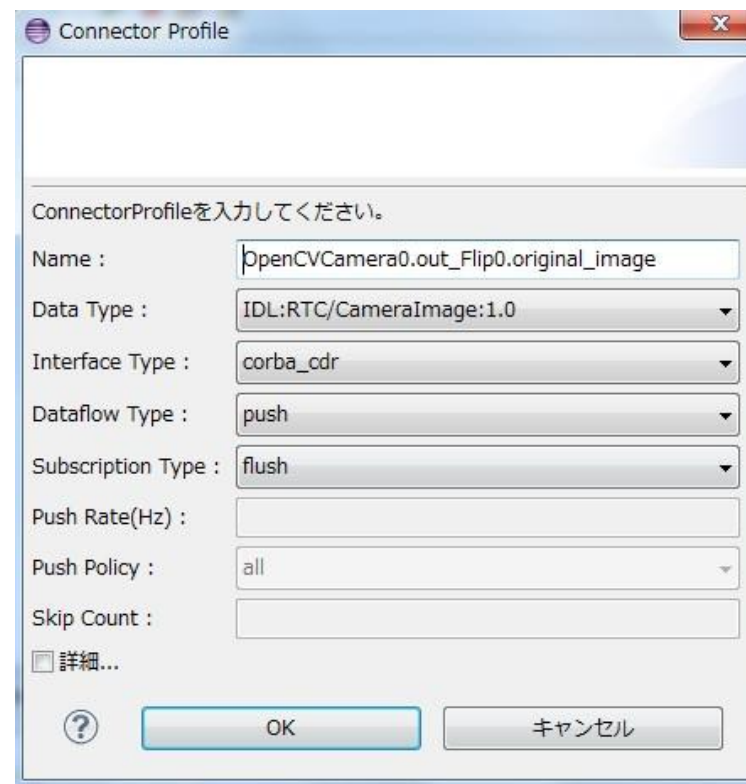 Connector Profile
ConnectorProfileを入力してください。
Name : OpenCVCamera0.out_Flip0.original_image
Data Type : IDL:RTC/CameraImage:1.0
Interface Type : corba_cdr
Dataflow Type : push
Subscription Type : flush
Push Rate(Hz) :
Push Policy : all
Skip Count :
詳細...
? OK キャンセル